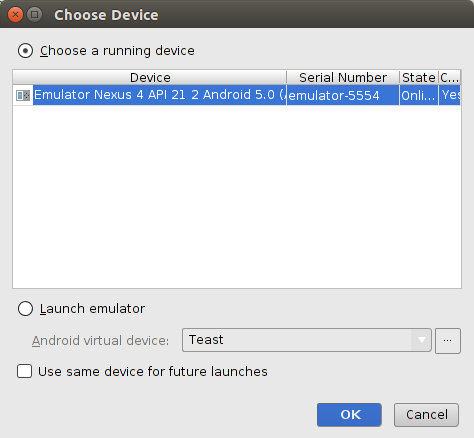 Choose Device
Choose a running device
Device Serial Number State C...
Emulator Nexus 4 API 21 2 Android 5.0 (A emulator-5554 Onli... Yes
Launch emulator
Android virtual device: Teast ...
Use same device for future launches
OK Cancel